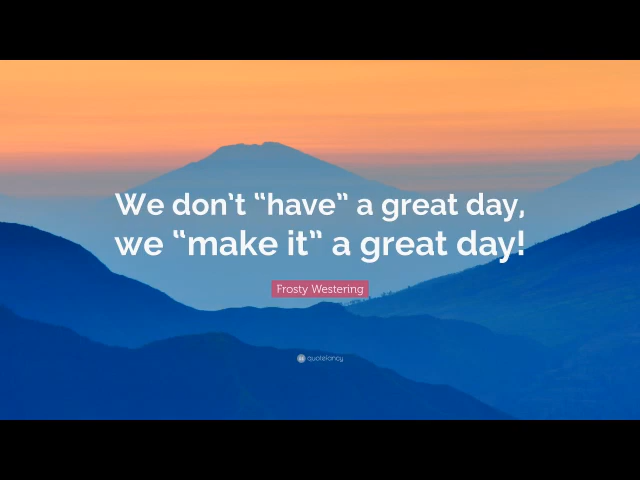 We don’t “have” a great day,
we “make it” a great day!
Frosty Westering
quotefancy